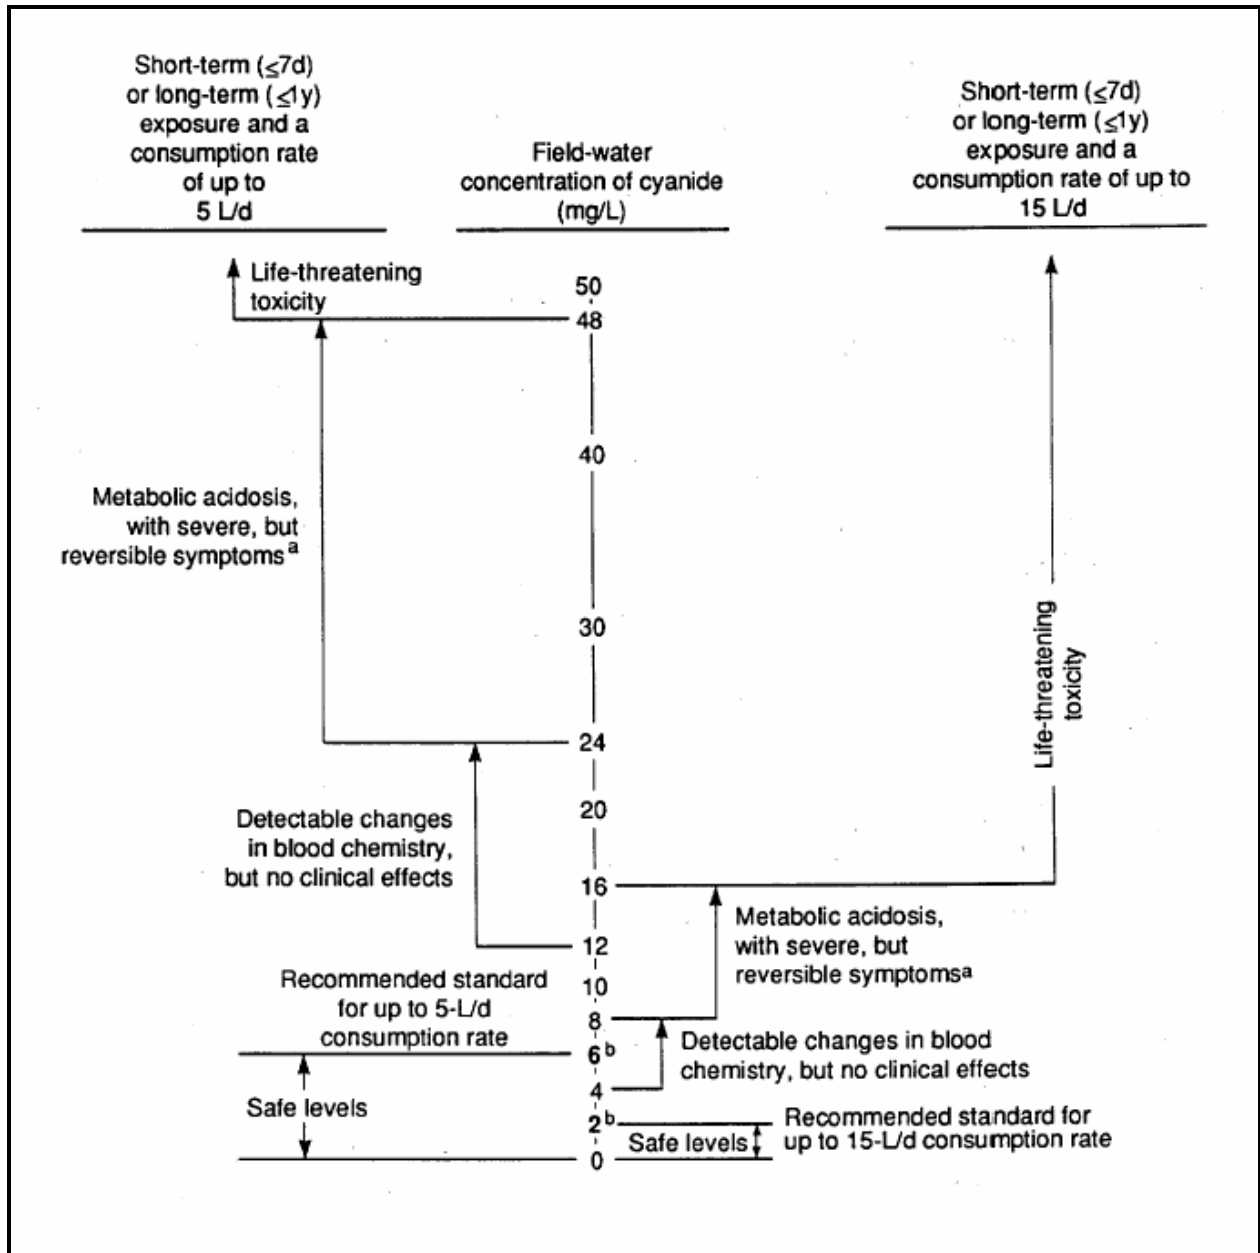 Short-term (≤7d)
or long-term (≤1y)
exposure and a
consumption rate
of up to
5 L/d
Field-water
concentration of cyanide
(mg/L)
Short-term (≤7d)
or long-term (≤1y)
exposure and a
consumption rate of up to
15 L/d
Life-threatening
toxicity
50
48
40
Metabolic acidosis,
with severe, but
reversible symptomsᵃ
30
Life-threatening
toxicity
24
20
Detectable changes
in blood chemistry,
but no clinical effects
16
Metabolic acidosis,
with severe, but
reversible symptomsᵃ
12
10
Recommended standard
for up to 5-L/d
consumption rate
8
6ᵇ
Detectable changes in blood
chemistry, but no clinical effects
4
Safe levels
2ᵇ
Recommended standard for
up to 15-L/d consumption rate
Safe levels
0